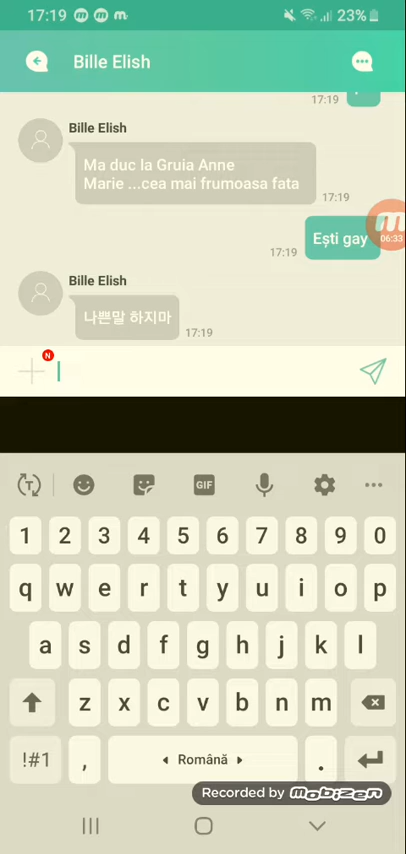 17:19
23%
Bille Elish
17:19
Bille Elish
Ma duc la Gruia Anne
Marie ...cea mai frumoasa fata
17:19
06:33
Ești gay
17:19
Bille Elish
나쁜말 하지마
17:19
N
T
GIF
1 2 3 4 5 6 7 8 9 0
q w e r t y u i o p
a s d f g h j k l
z x c v b n m
!#1 , Română .
Recorded by Mobizen